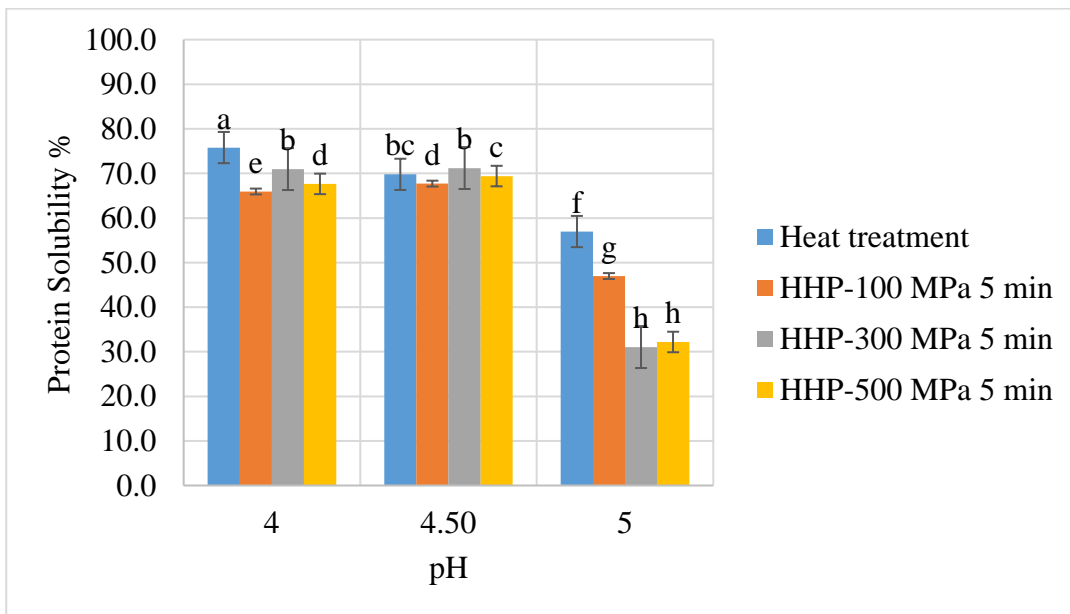 100.0
90.0
80.0
70.0
60.0
50.0
40.0
30.0
20.0
10.0
0.0
Protein Solubility %
a
e
b
d
bc
d
b
c
f
g
h
h
4
4.50
5
pH
Heat treatment
HHP-100 MPa 5 min
HHP-300 MPa 5 min
HHP-500 MPa 5 min